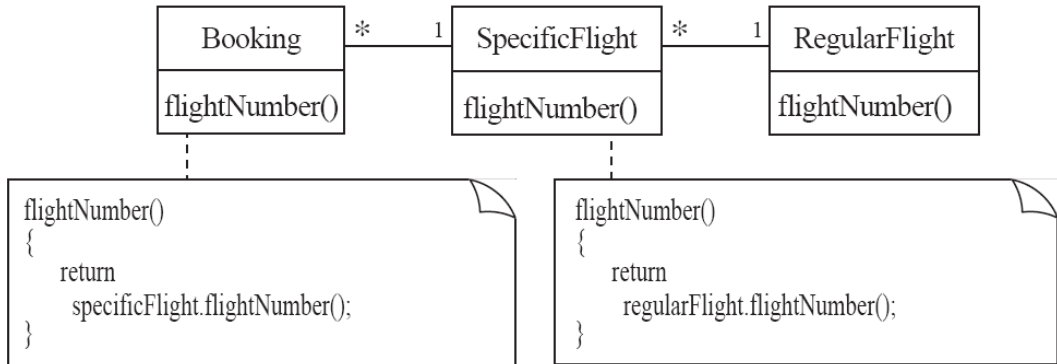 Booking * 1 SpecificFlight * 1 RegularFlight
flightNumber() flightNumber() flightNumber()
flightNumber()
{
return
specificFlight.flightNumber();
}
flightNumber()
{
return
regularFlight.flightNumber();
}